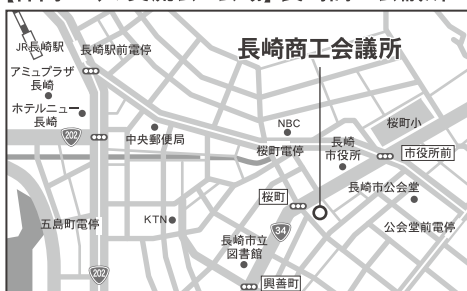 長崎商工会議所
JR長崎駅
長崎駅前電停
アミュプラザ
長崎
ホテルニュー
長崎
202
中央郵便局
NBC
桜町小
桜町電停
長崎
市役所
市役所前
桜町
長崎市公会堂
五島町電停
KTN
34
公会堂前電停
長崎市立
図書館
202
興善町